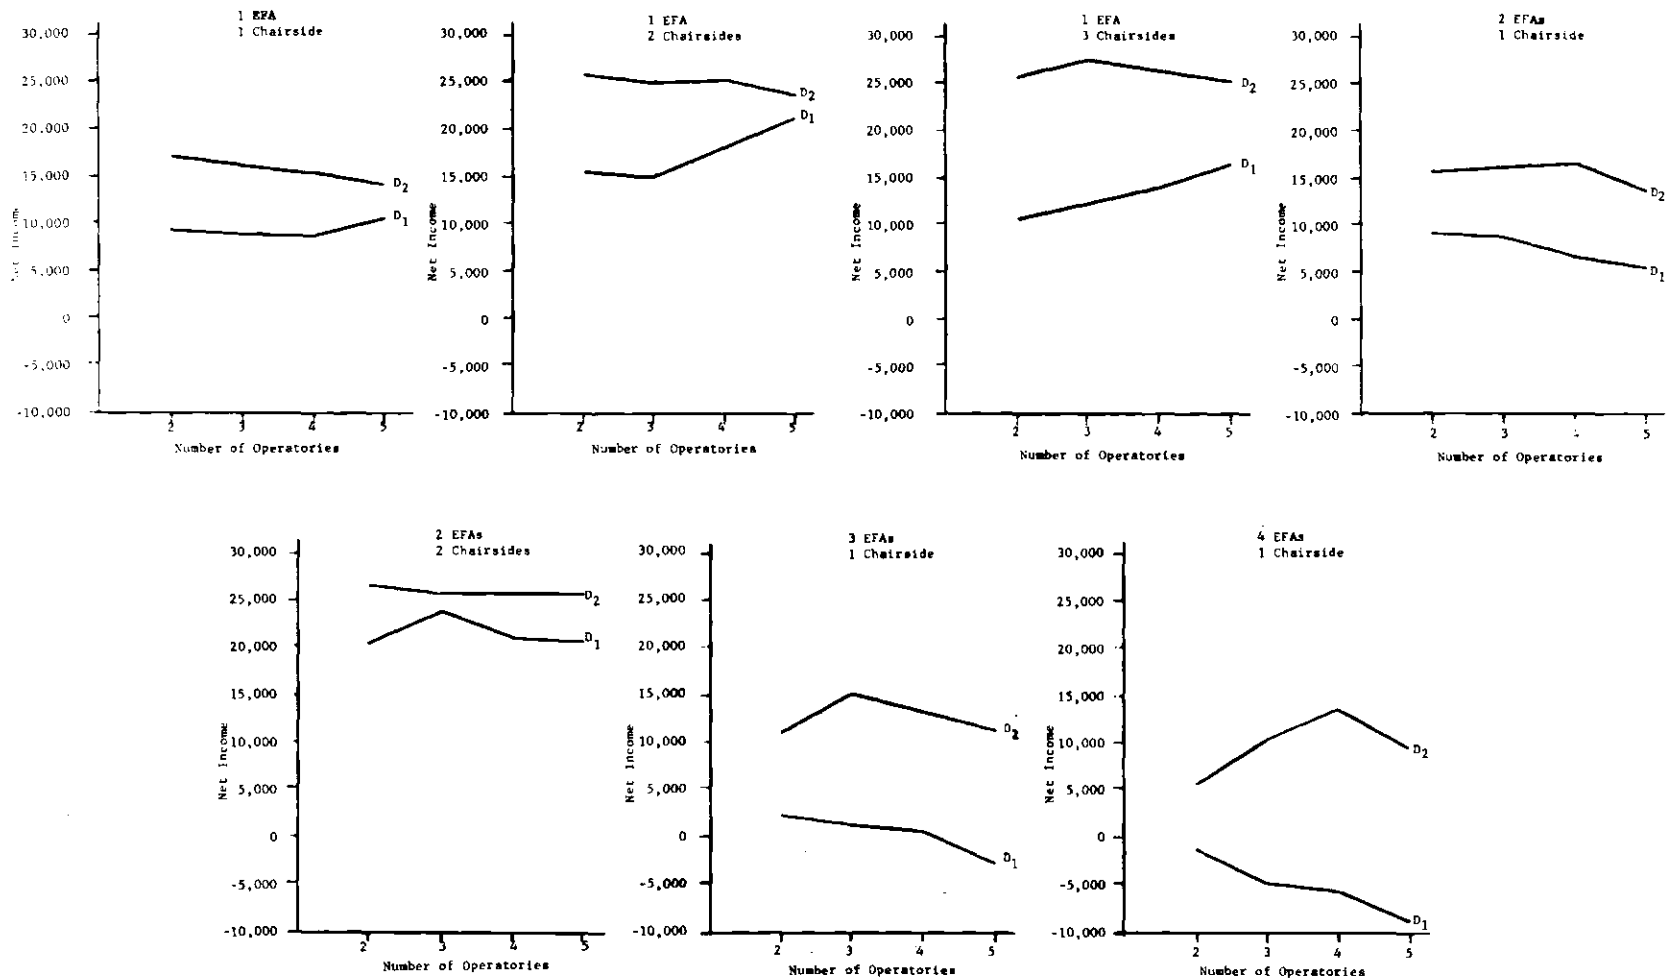 1 EFA
1 Chairside
30,000
25,000
20,000
15,000
10,000
5,000
0
-5,000
-10,000
Net Income
D2
D1
2 3 4 5
Number of Operatories
1 EFA
2 Chairsides
30,000
25,000
20,000
15,000
10,000
5,000
0
-5,000
-10,000
Net Income
D2
D1
2 3 4 5
Number of Operatories
1 EFA
3 Chairsides
30,000
25,000
20,000
15,000
10,000
5,000
0
-5,000
-10,000
Net Income
D2
D1
2 3 4 5
Number of Operatories
2 EFAs
1 Chairside
30,000
25,000
20,000
15,000
10,000
5,000
0
-5,000
-10,000
Net Income
D2
D1
2 3 4 5
Number of Operatories
2 EFAs
2 Chairsides
30,000
25,000
20,000
15,000
10,000
5,000
0
-5,000
-10,000
Net Income
D2
D1
2 3 4 5
Number of Operatories
3 EFAs
1 Chairside
30,000
25,000
20,000
15,000
10,000
5,000
0
-5,000
-10,000
Net Income
D2
D1
2 3 4 5
Number of Operatories
4 EFAs
1 Chairside
30,000
25,000
20,000
15,000
10,000
5,000
0
-5,000
-10,000
Net Income
D2
D1
2 3 4 5
Number of Operatories